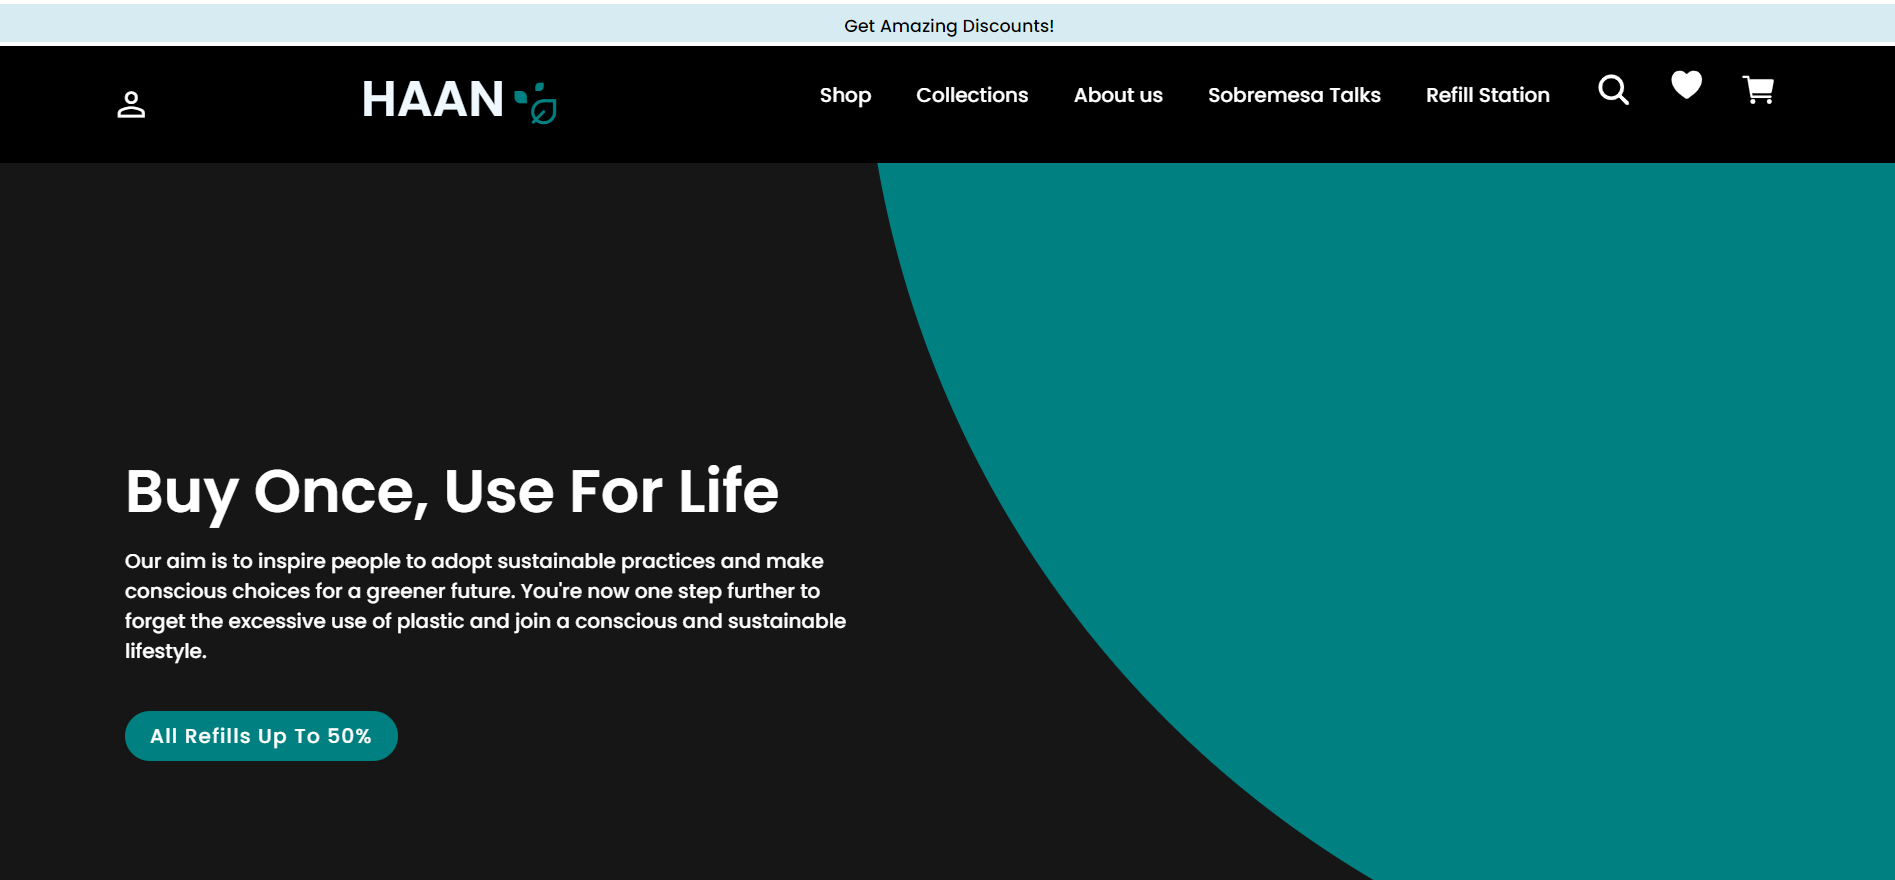 Get Amazing Discounts!
HAAN
Shop
Collections
About us
Sobremesa Talks
Refill Station
Buy Once, Use For Life
Our aim is to inspire people to adopt sustainable practices and make
conscious choices for a greener future. You're now one step further to
forget the excessive use of plastic and join a conscious and sustainable
lifestyle.
All Refills Up To 50%